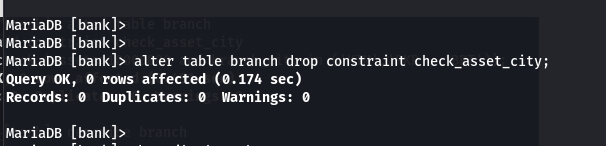 MariaDB [bank]>
MariaDB [bank]>
MariaDB [bank]> alter table branch drop constraint check_asset_city;
Query OK, 0 rows affected (0.174 sec)
Records: 0  Duplicates: 0  Warnings: 0

MariaDB [bank]>